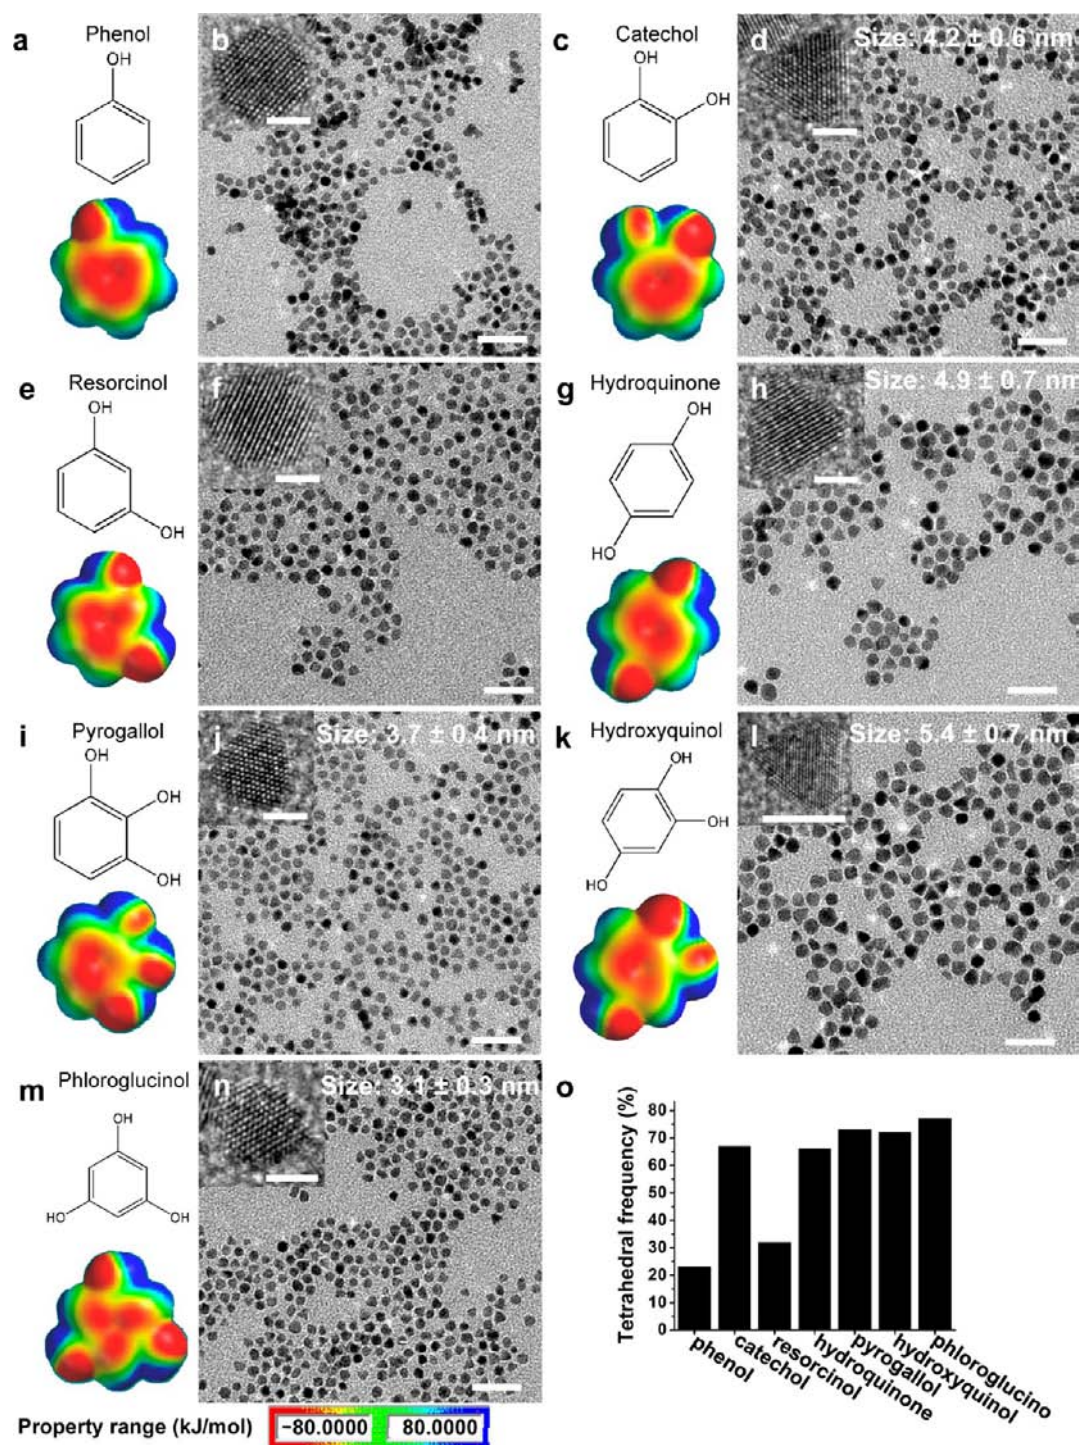 a
Phenol
OH
b
c
Catechol
OH
OH
d
Size: 4.2 ± 0.6 nm
e
Resorcinol
OH
OH
f
g
Hydroquinone
OH
HO
h
Size: 4.9 ± 0.7 nm
i
Pyrogallol
OH
OH
OH
j
Size: 3.7 ± 0.4 nm
k
Hydroxyquinol
OH
OH
HO
l
Size: 5.4 ± 0.7 nm
m
Phloroglucinol
OH
HO
OH
n
Size: 3.1 ± 0.3 nm
o
Tetrahedral frequency (%)
80
70
60
50
40
30
20
10
0
phenol
catechol
resorcinol
hydroquinone
pyrogallol
hydroxyquinol
phloroglucino
Property range (kJ/mol)
−80.0000
80.0000